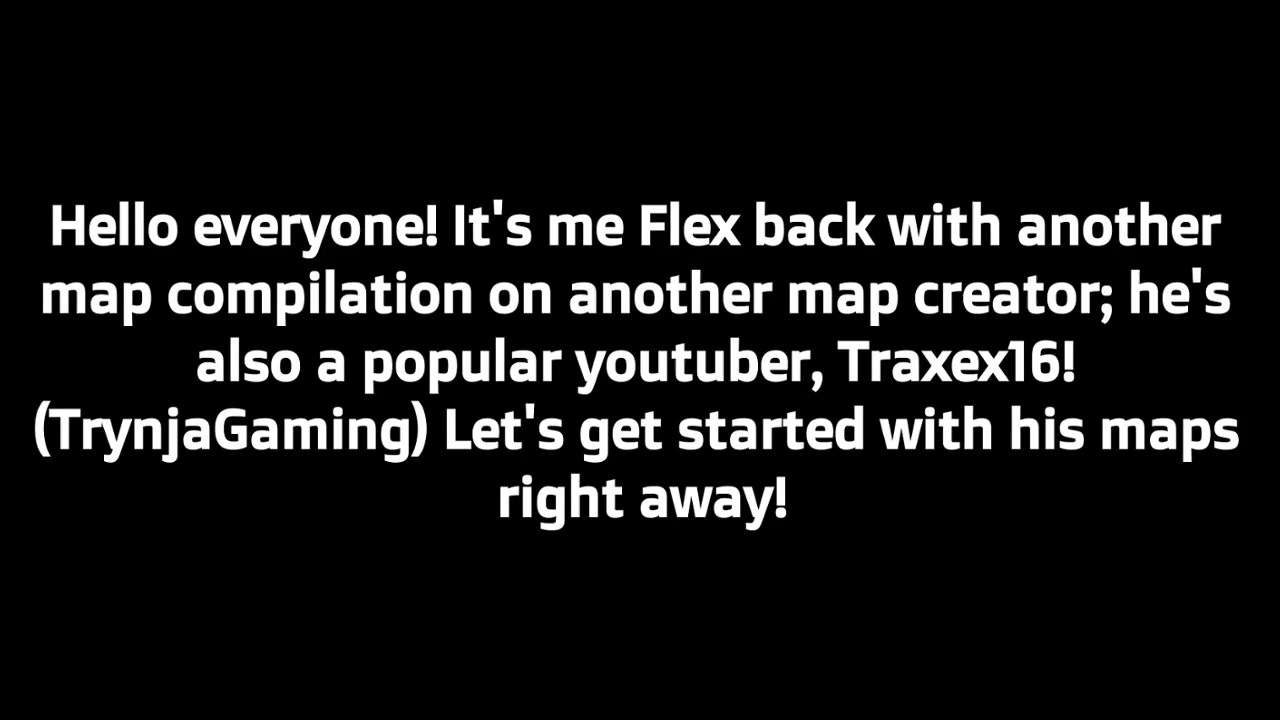 Hello everyone! It's me Flex back with another
map compilation on another map creator; he's
also a popular youtuber, Traxex16!
(TrynjaGaming) Let's get started with his maps
right away!